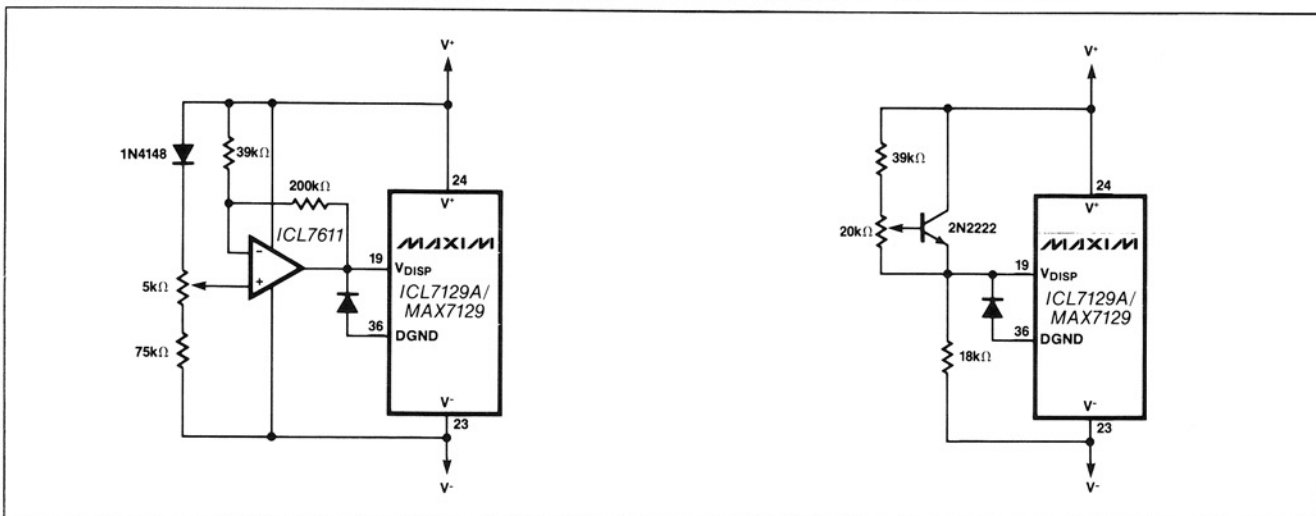 V+
1N4148
39kΩ
200kΩ
24
V+
ICL7611
MAXIM
−
+
19
VDISP
5kΩ
ICL7129A/
MAX7129
36
DGND
75kΩ
V-
23
V-
V+
39kΩ
24
V+
20kΩ
2N2222
MAXIM
19
VDISP
ICL7129A/
MAX7129
36
DGND
18kΩ
V-
23
V-